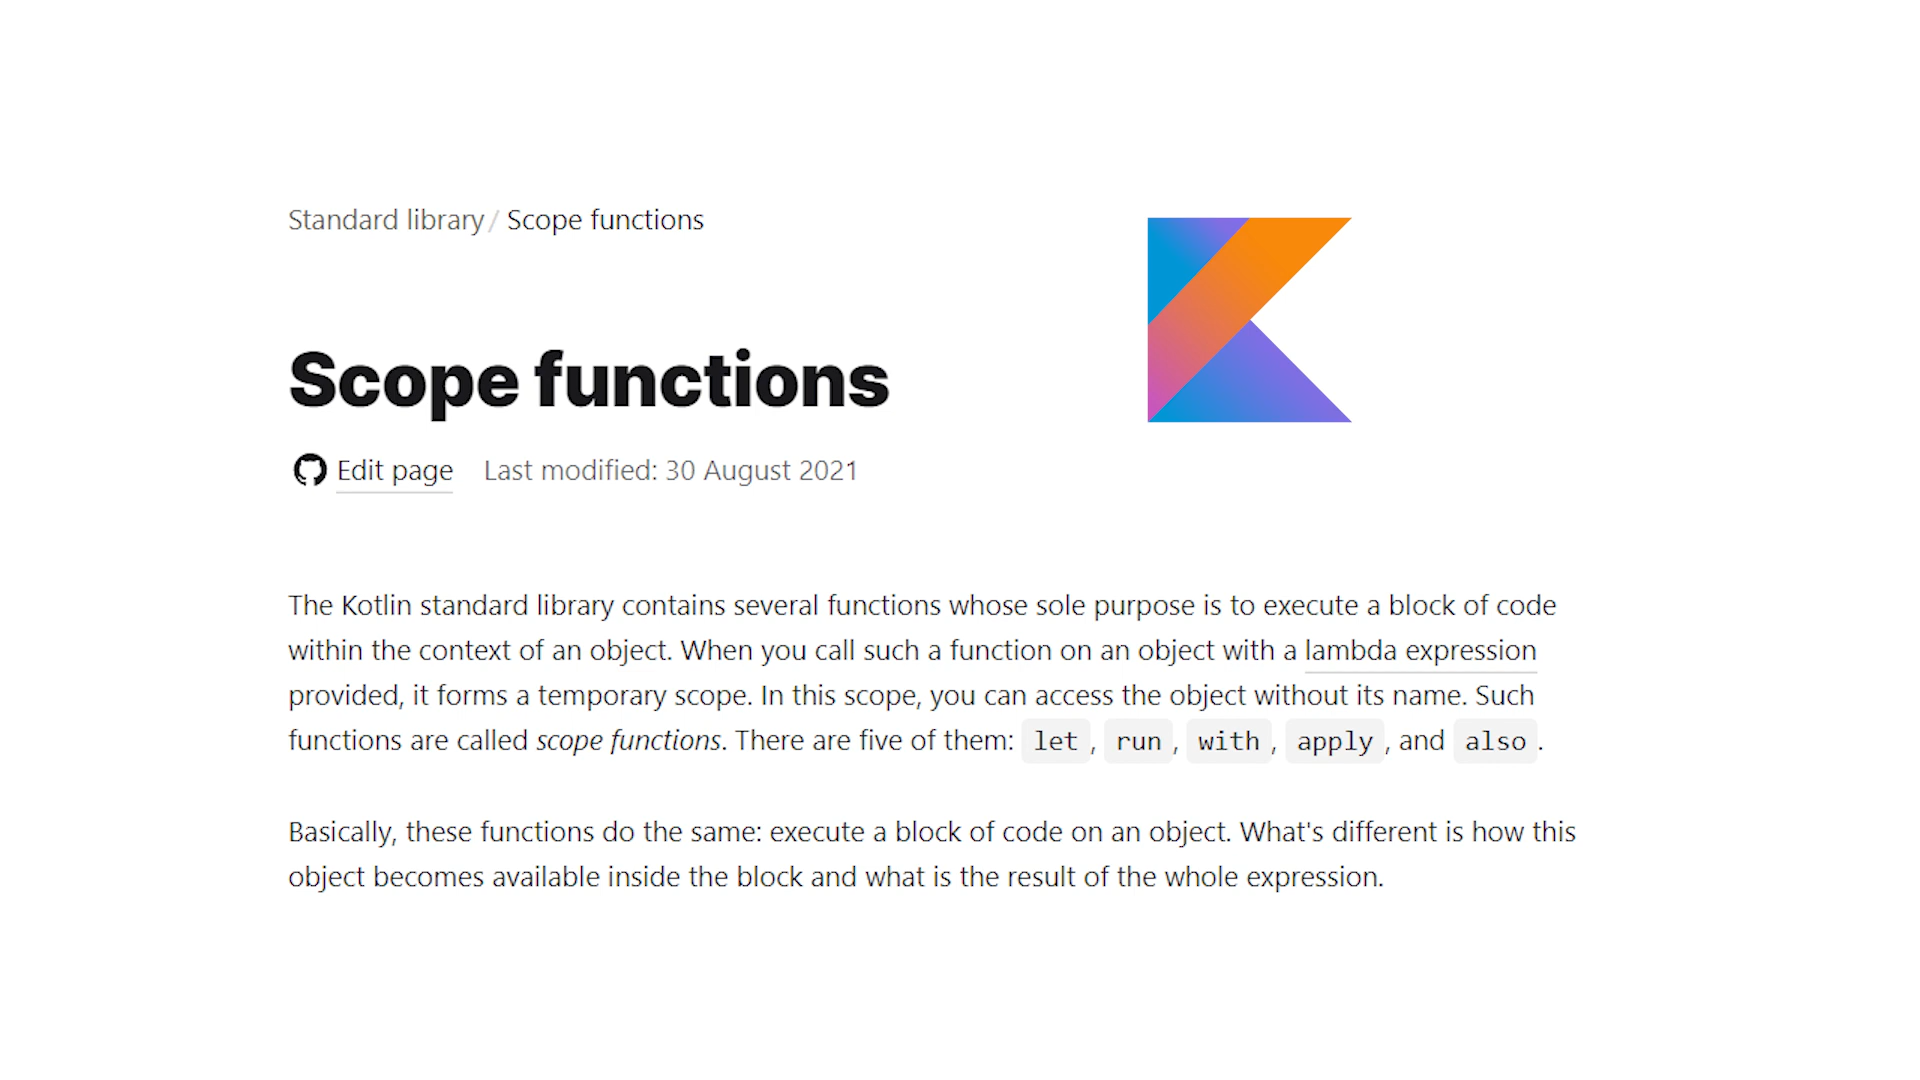 Standard library / Scope functions
Scope functions
Edit page Last modified: 30 August 2021
The Kotlin standard library contains several functions whose sole purpose is to execute a block of code
within the context of an object. When you call such a function on an object with a lambda expression
provided, it forms a temporary scope. In this scope, you can access the object without its name. Such
functions are called scope functions. There are five of them: let, run, with, apply, and also.
Basically, these functions do the same: execute a block of code on an object. What's different is how this
object becomes available inside the block and what is the result of the whole expression.